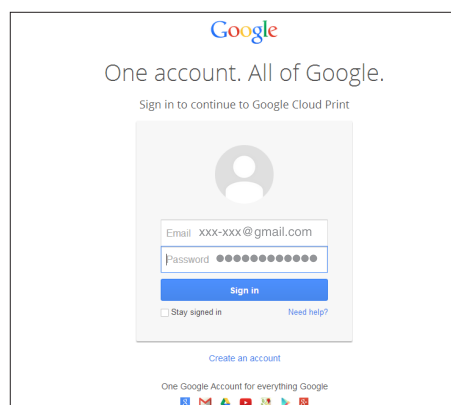 Google
One account. All of Google.
Sign in to continue to Google Cloud Print
Email xxx-xxx@gmail.com
Password ●●●●●●●●●●●●
Sign in
Stay signed in Need help?
Create an account
One Google Account for everything Google